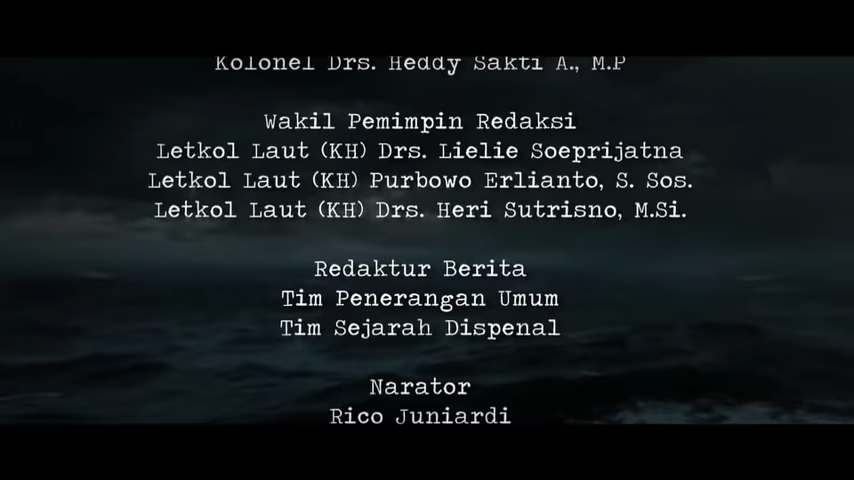 Kolonel Drs. Heddy Sakti A., M.P
Wakil Pemimpin Redaksi
Letkol Laut (KH) Drs. Lielie Soeprijatna
Letkol Laut (KH) Purbowo Erlianto, S. Sos.
Letkol Laut (KH) Drs. Heri Sutrisno, M.Si.
Redaktur Berita
Tim Penerangan Umum
Tim Sejarah Dispenal
Narator
Rico Juniardi